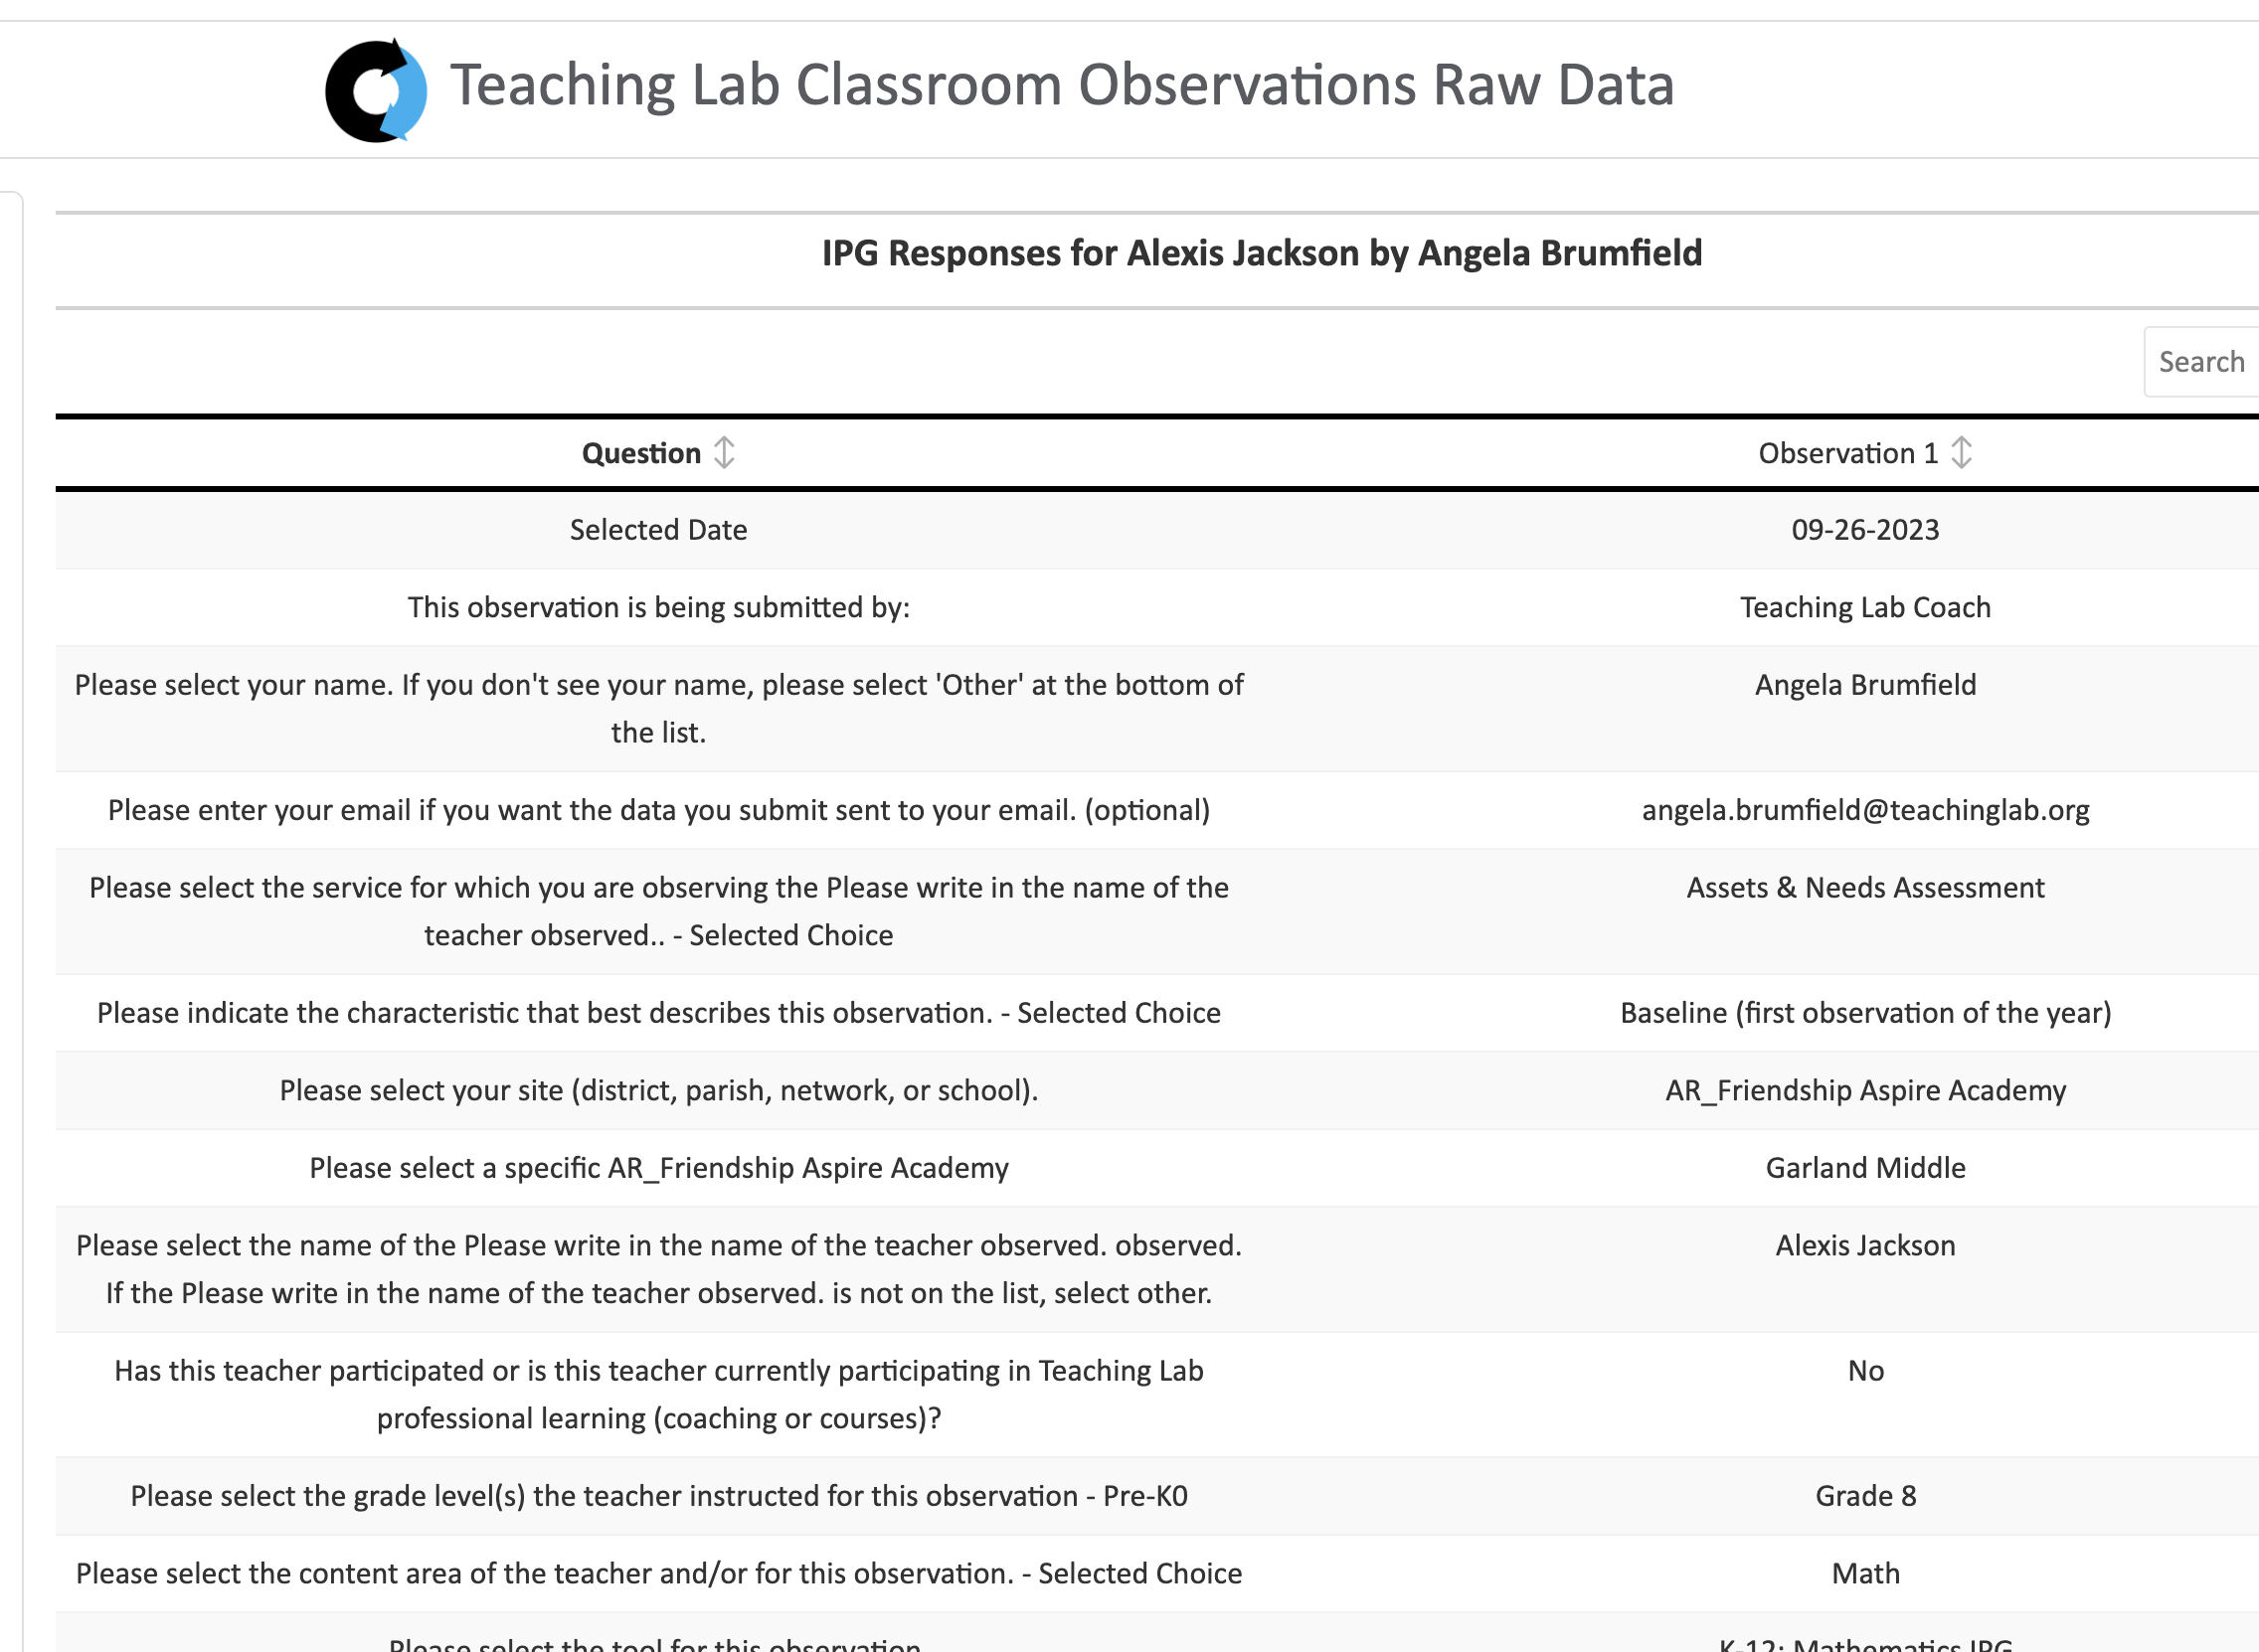 Teaching Lab Classroom Observations Raw Data
IPG Responses for Alexis Jackson by Angela Brumfield
Search
Question Observation 1
Selected Date 09-26-2023
This observation is being submitted by: Teaching Lab Coach
Please select your name. If you don't see your name, please select 'Other' at the bottom of Angela Brumfield
the list.
Please enter your email if you want the data you submit sent to your email. (optional) angela.brumfield@teachinglab.org
Please select the service for which you are observing the Please write in the name of the Assets & Needs Assessment
teacher observed.. - Selected Choice
Please indicate the characteristic that best describes this observation. - Selected Choice Baseline (first observation of the year)
Please select your site (district, parish, network, or school). AR_Friendship Aspire Academy
Please select a specific AR_Friendship Aspire Academy Garland Middle
Please select the name of the Please write in the name of the teacher observed. observed. Alexis Jackson
If the Please write in the name of the teacher observed. is not on the list, select other.
Has this teacher participated or is this teacher currently participating in Teaching Lab No
professional learning (coaching or courses)?
Please select the grade level(s) the teacher instructed for this observation - Pre-K0 Grade 8
Please select the content area of the teacher and/or for this observation. - Selected Choice Math
Please select the tool for this observation K-12: Mathematics IPG